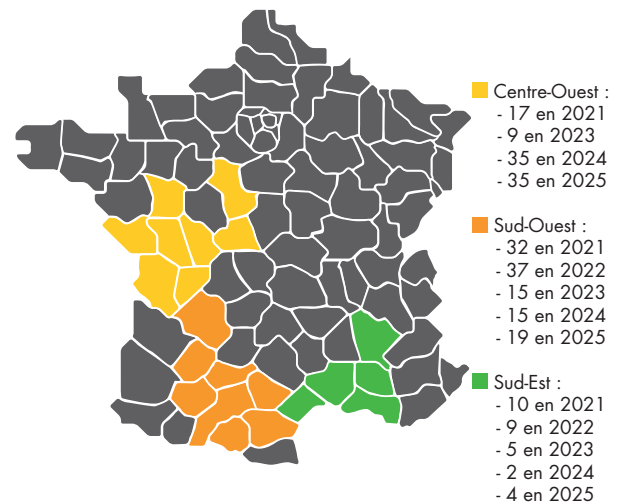 Centre-Ouest :
- 17 en 2021
- 9 en 2023
- 35 en 2024
- 35 en 2025
Sud-Ouest :
- 32 en 2021
- 37 en 2022
- 15 en 2023
- 15 en 2024
- 19 en 2025
Sud-Est :
- 10 en 2021
- 9 en 2022
- 5 en 2023
- 2 en 2024
- 4 en 2025